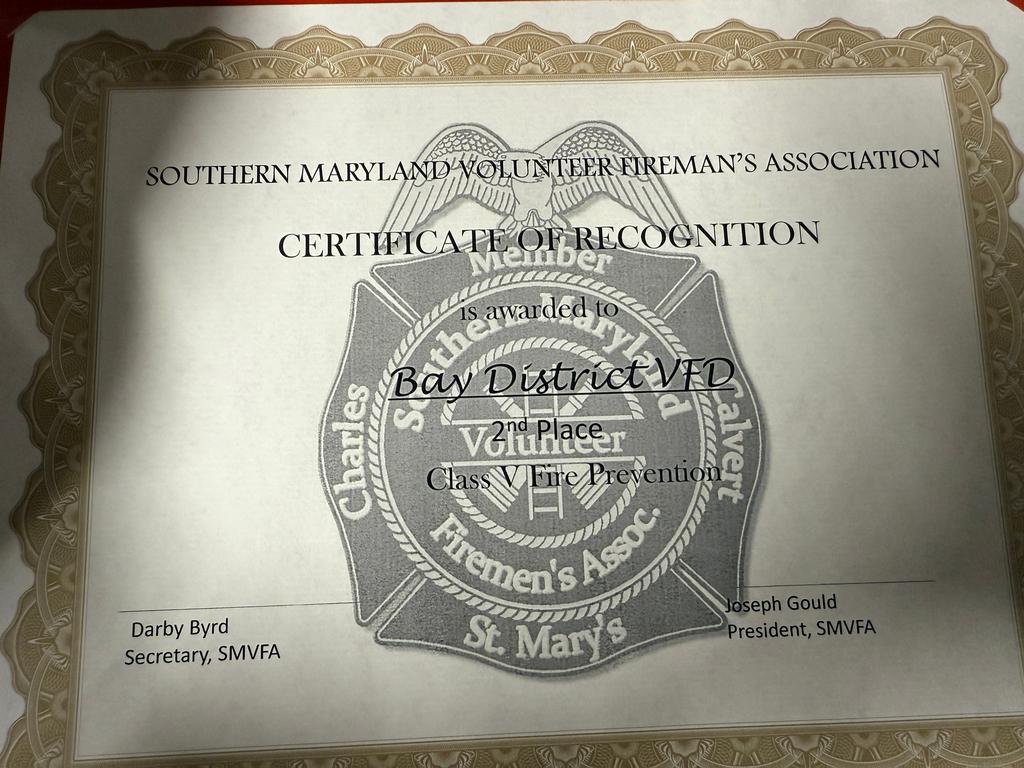 SOUTHERN MARYLAND VOLUNTEER FIREMAN'S ASSOCIATION
CERTIFICATE OF RECOGNITION
Member
is awarded to
Southern Maryland
Bay District VFD
Charles
Calvert
2nd Place
Volunteer
Class V Fire Prevention
Firemen's Assoc.
St. Mary's
Darby Byrd
Secretary, SMVFA
Joseph Gould
President, SMVFA